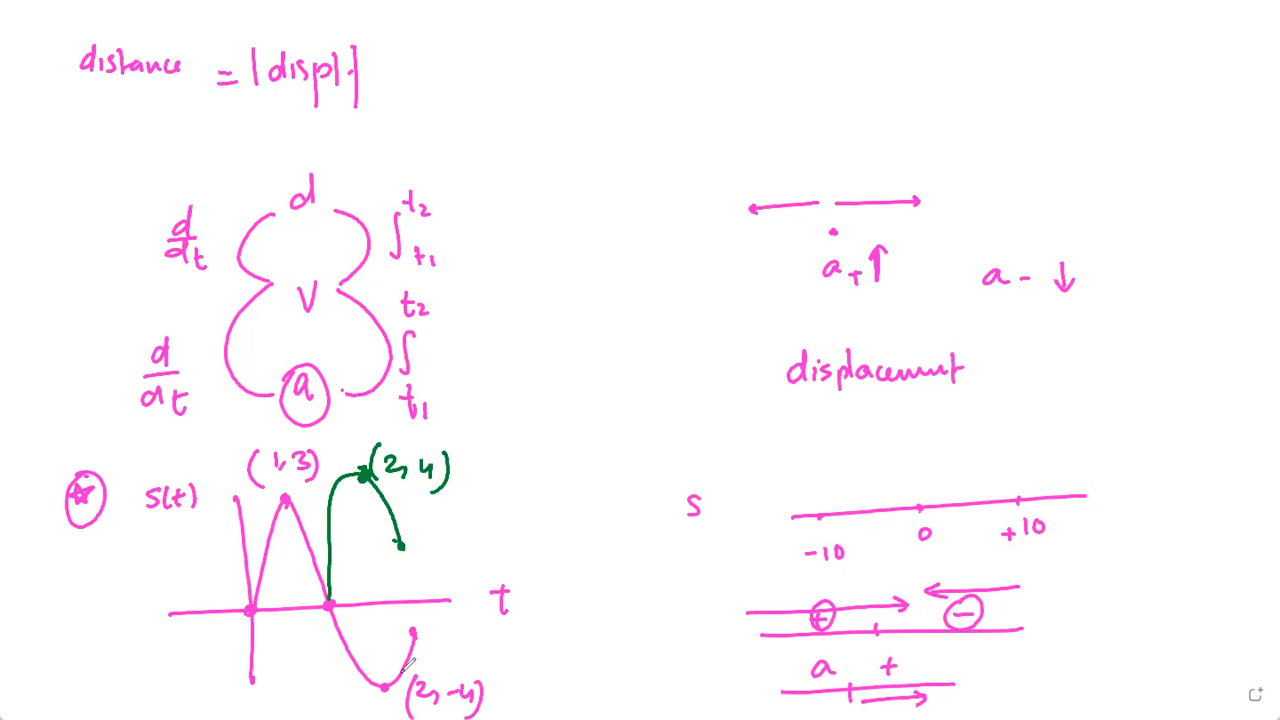 distance = |displ|
d
d/dt
∫ t2 t1
V
d/dt
t2 ∫ t1
a
a+ ↑
a - ↓
displacement
S(t)
(1, 3)
(2, 4)
t
(2, -4)
S
-10 0 +10
+ -
a +